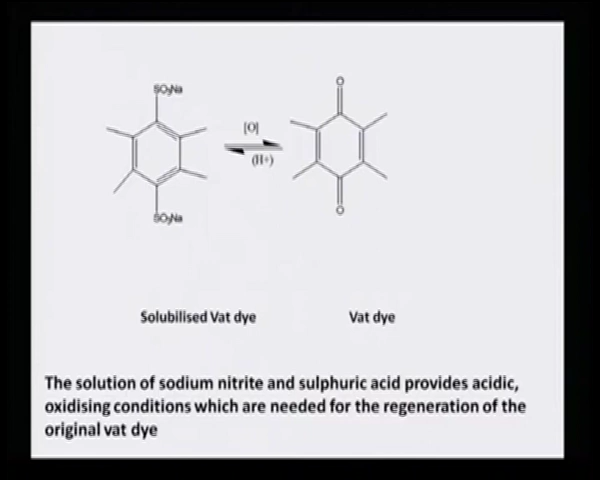 SO3Na
O
[O]
(H+)
SO3Na
O
Solubilised Vat dye
Vat dye
The solution of sodium nitrite and sulphuric acid provides acidic,
oxidising conditions which are needed for the regeneration of the
original vat dye